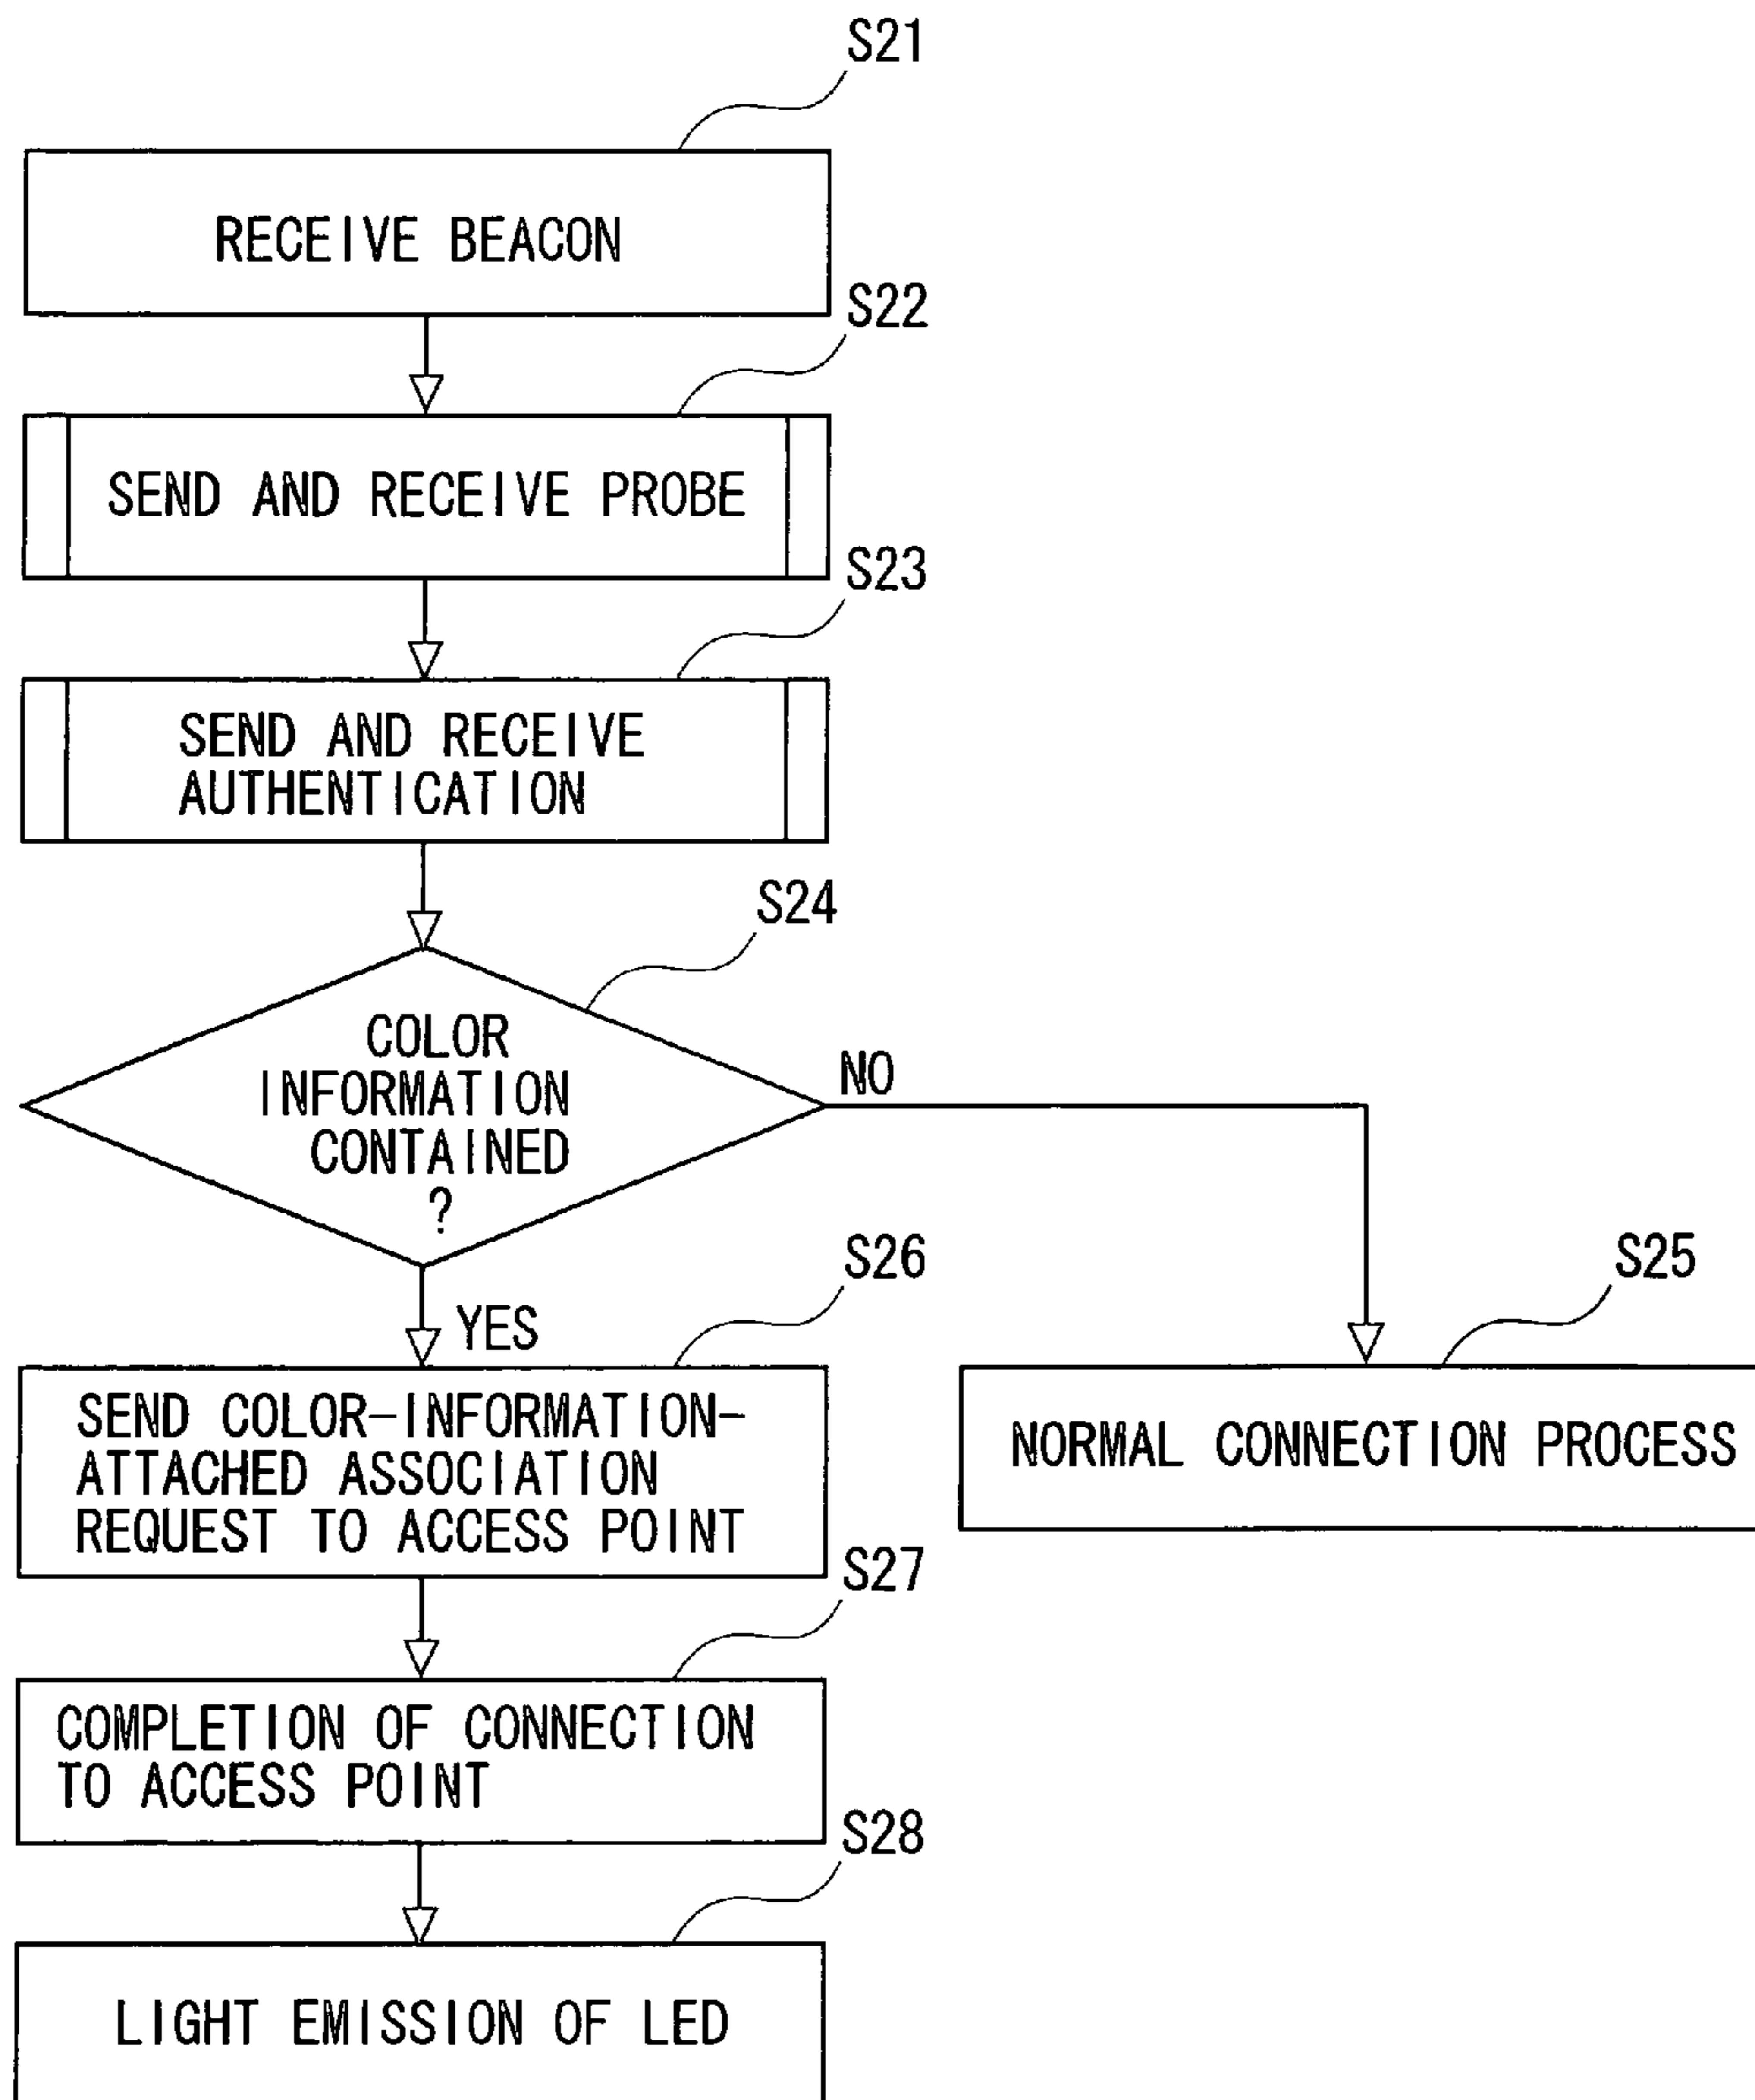 S21
RECEIVE BEACON
S22
SEND AND RECEIVE PROBE
S23
SEND AND RECEIVE
AUTHENTICATION
S24
COLOR
INFORMATION
CONTAINED
?
NO
YES
S26
SEND COLOR-INFORMATION-
ATTACHED ASSOCIATION
REQUEST TO ACCESS POINT
S25
NORMAL CONNECTION PROCESS
S27
COMPLETION OF CONNECTION
TO ACCESS POINT
S28
LIGHT EMISSION OF LED